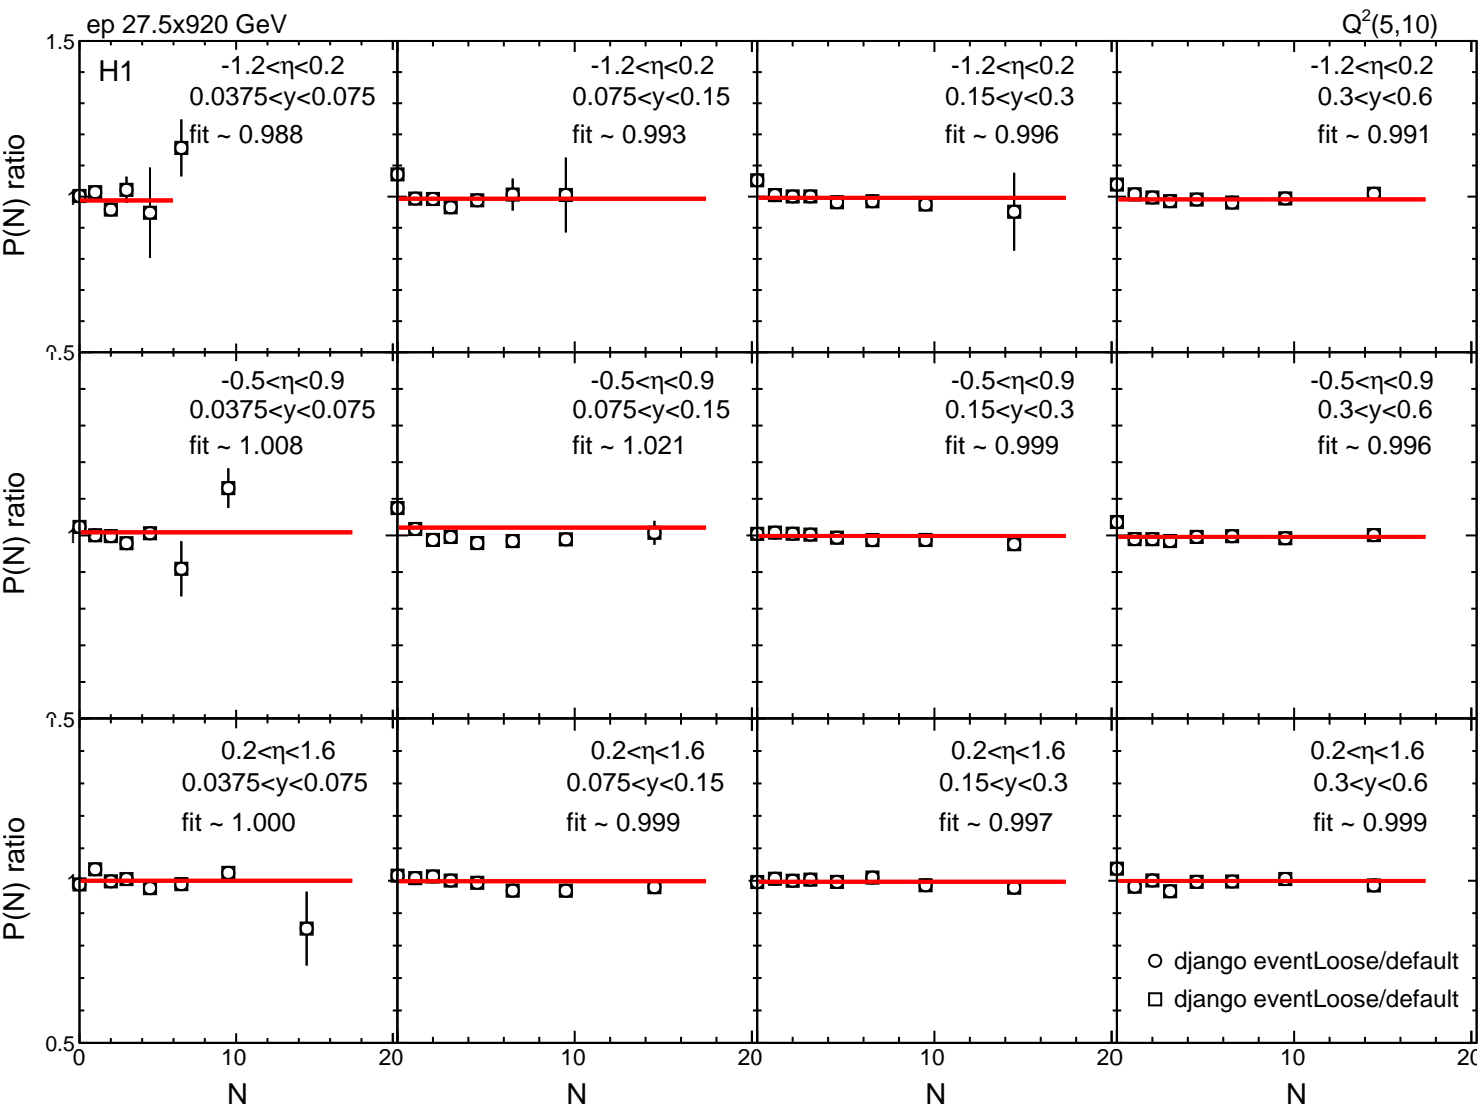 ep 27.5x920 GeV
Q²(5,10)
H1
-1.2<η<0.2
0.0375<y<0.075
fit ~ 0.988
-1.2<η<0.2
0.075<y<0.15
fit ~ 0.993
-1.2<η<0.2
0.15<y<0.3
fit ~ 0.996
-1.2<η<0.2
0.3<y<0.6
fit ~ 0.991
1.5
1
P(N) ratio
-0.5<η<0.9
0.0375<y<0.075
fit ~ 1.008
-0.5<η<0.9
0.075<y<0.15
fit ~ 1.021
-0.5<η<0.9
0.15<y<0.3
fit ~ 0.999
-0.5<η<0.9
0.3<y<0.6
fit ~ 0.996
1
P(N) ratio
0.2<η<1.6
0.0375<y<0.075
fit ~ 1.000
0.2<η<1.6
0.075<y<0.15
fit ~ 0.999
0.2<η<1.6
0.15<y<0.3
fit ~ 0.997
0.2<η<1.6
0.3<y<0.6
fit ~ 0.999
1
P(N) ratio
django eventLoose/default
django eventLoose/default
0.5
0 10 20 10 20 10 20 10 20
N N N N